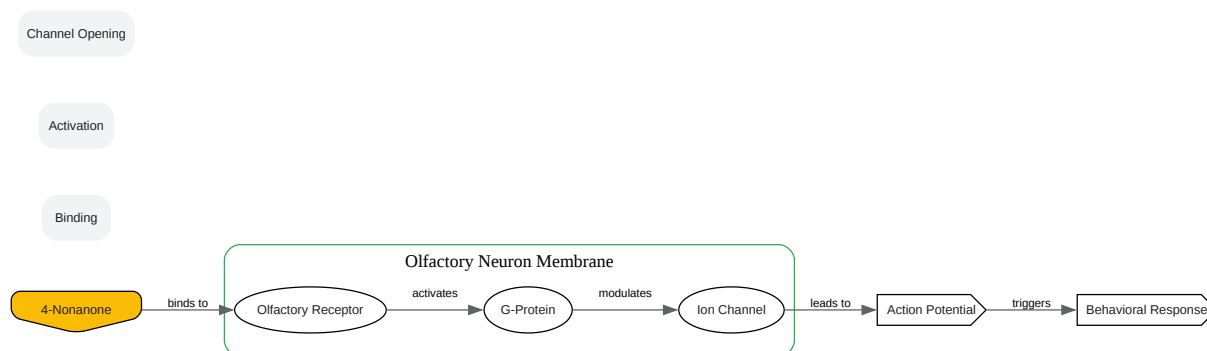 Channel Opening
Activation
Binding
Olfactory Neuron Membrane
4-Nonanone
binds to
Olfactory Receptor
activates
G-Protein
modulates
Ion Channel
leads to
Action Potential
triggers
Behavioral Response